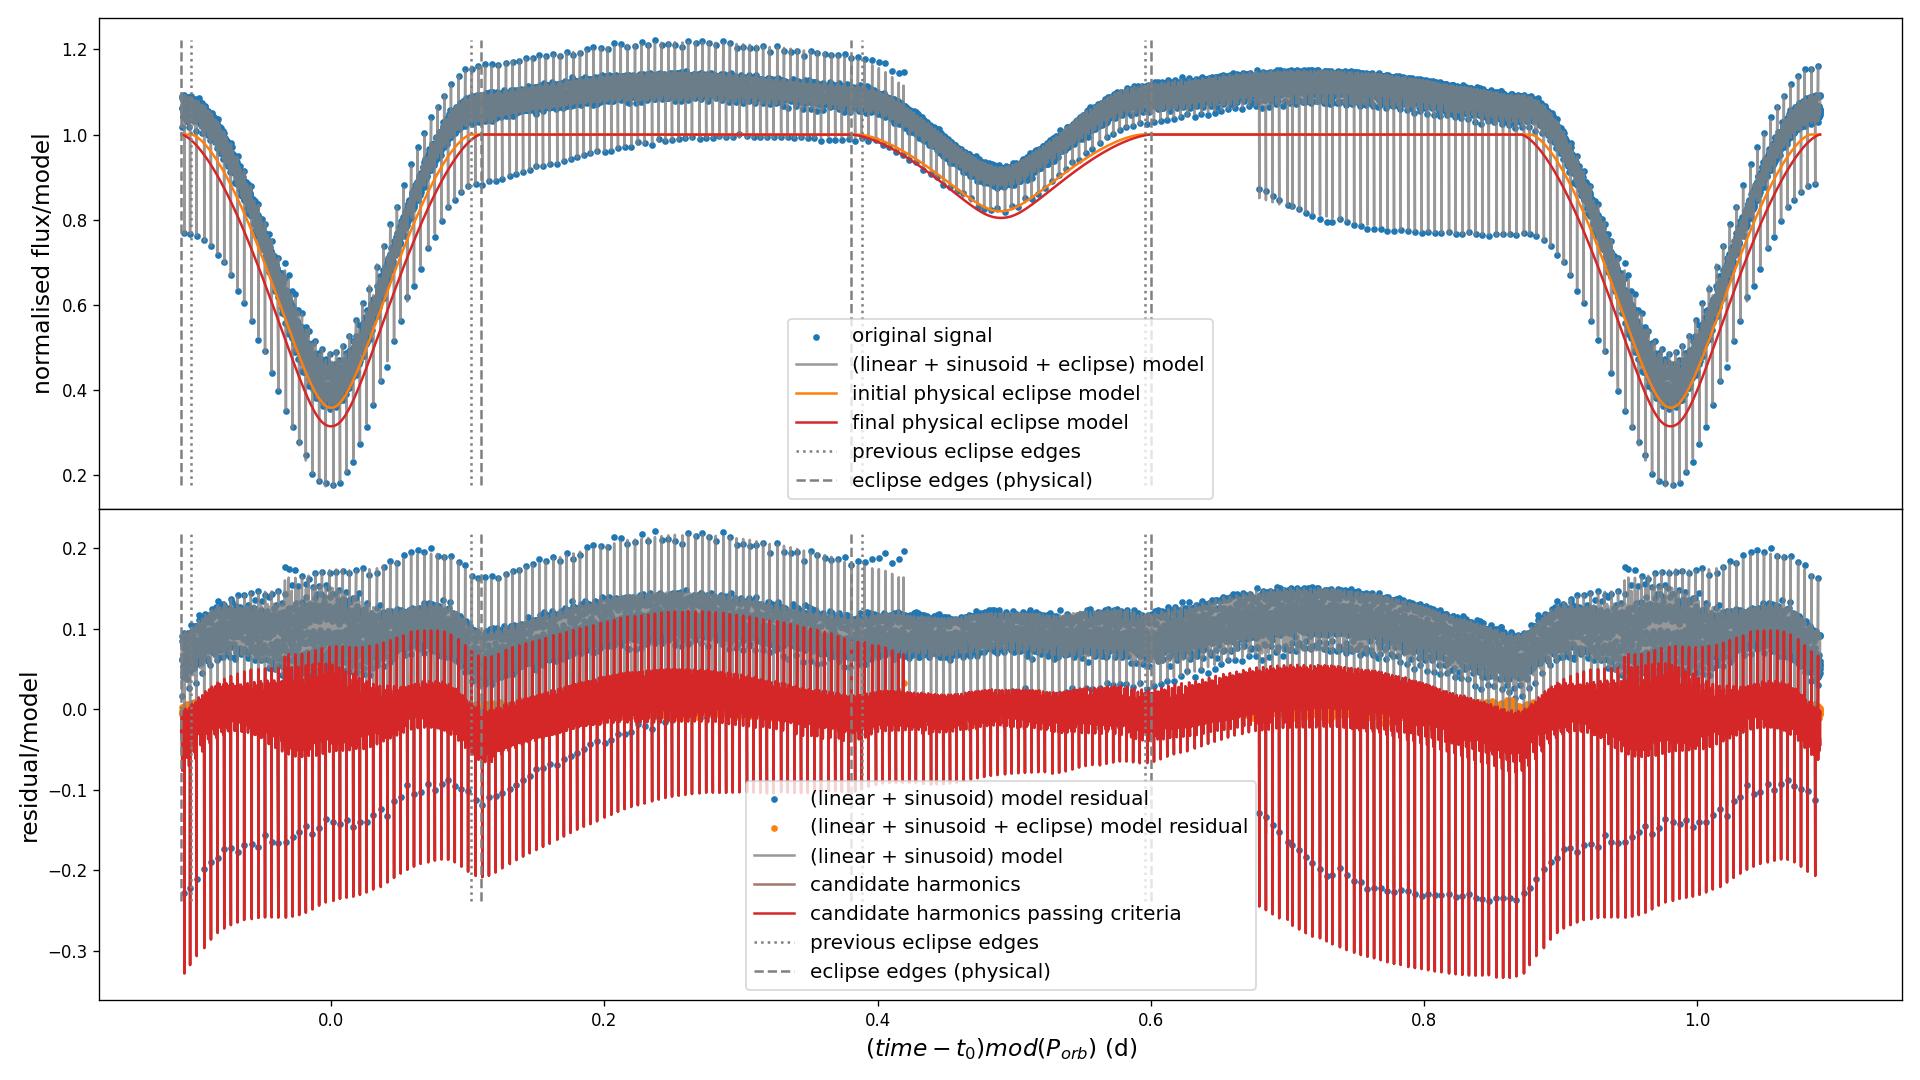 normalised flux/model
1.2
1.0
0.8
0.6
0.4
0.2
original signal
(linear + sinusoid + eclipse) model
initial physical eclipse model
final physical eclipse model
previous eclipse edges
eclipse edges (physical)
residual/model
0.2
0.1
0.0
−0.1
−0.2
−0.3
(linear + sinusoid) model residual
(linear + sinusoid + eclipse) model residual
(linear + sinusoid) model
candidate harmonics
candidate harmonics passing criteria
previous eclipse edges
eclipse edges (physical)
0.0 0.2 0.4 0.6 0.8 1.0
(time − t₀)mod(P_orb) (d)